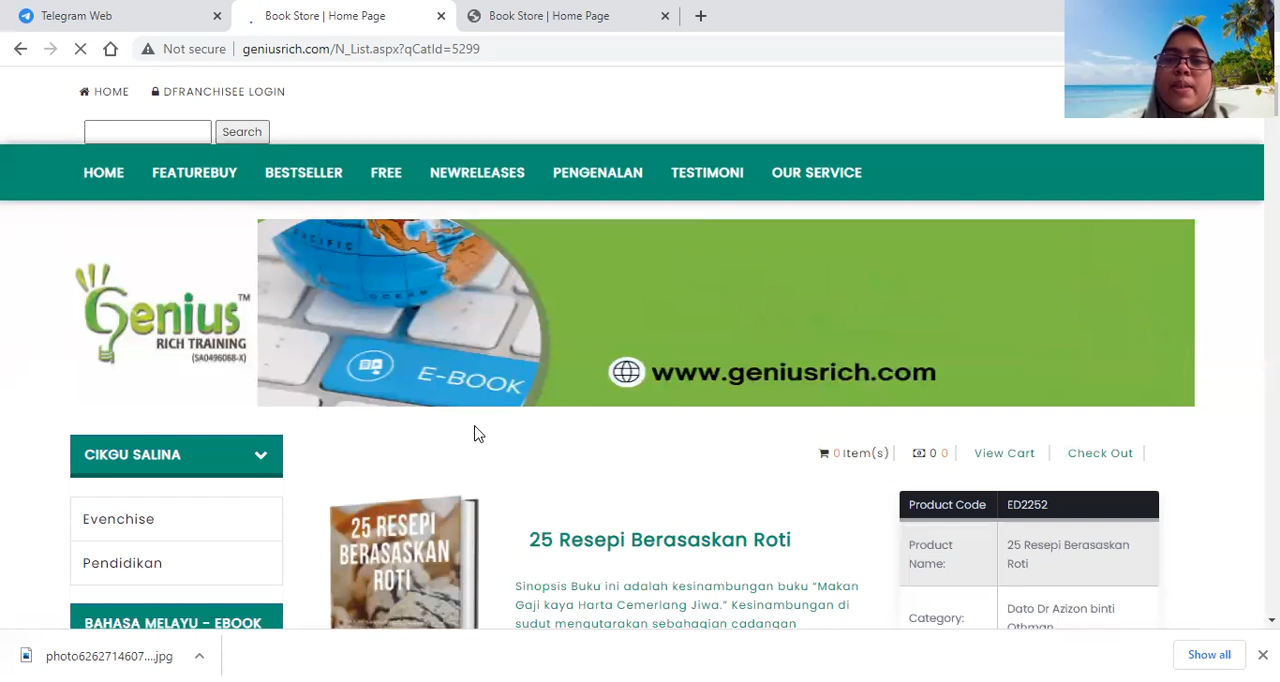 Telegram Web
Book Store | Home Page
Book Store | Home Page
Not secure
geniusrich.com/N_List.aspx?qCatId=5299
HOME
DFRANCHISEE LOGIN
Search
HOME
FEATUREBUY
BESTSELLER
FREE
NEWRELEASES
PENGENALAN
TESTIMONI
OUR SERVICE
Genius™
RICH TRAINING
(SA0496068-X)
PACIFIC
OCEAN
E-BOOK
www.geniusrich.com
CIKGU SALINA
0 Item(s)
0 0
View Cart
Check Out
Evenchise
Pendidikan
BAHASA MELAYU - EBOOK
25 RESEPI
BERASASKAN
ROTI
25 Resepi Berasaskan Roti
Sinopsis Buku ini adalah kesinambungan buku “Makan
Gaji kaya Harta Cemerlang Jiwa.” Kesinambungan di
sudut mengutarakan sebahagian cadangan
Product Code
ED2252
Product
Name:
25 Resepi Berasaskan
Roti
Category:
Dato Dr Azizon binti
Othman
photo6262714607....jpg
Show all